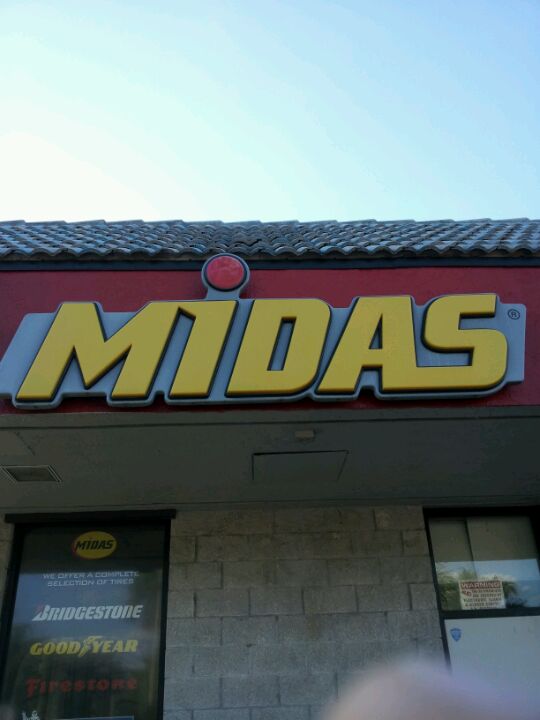 MIDAS®
MIDAS
WE OFFER A COMPLETE
SELECTION OF TIRES
BRIDGESTONE
GOODYEAR
Firestone
WARNING